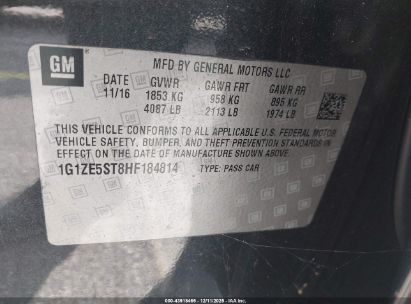 GM
MFD BY GENERAL MOTORS LLC
DATE GVWR GAWR FRT GAWR RR
11/16 1853 KG 958 KG 895 KG
4087 LB 2113 LB 1974 LB
THIS VEHICLE CONFORMS TO ALL APPLICABLE U.S. FEDERAL MOTOR
VEHICLE SAFETY, BUMPER, AND THEFT PREVENTION STANDARDS
IN EFFECT ON THE DATE OF MANUFACTURE SHOWN ABOVE.
1G1ZE5ST8HF184814 TYPE: PASS CAR